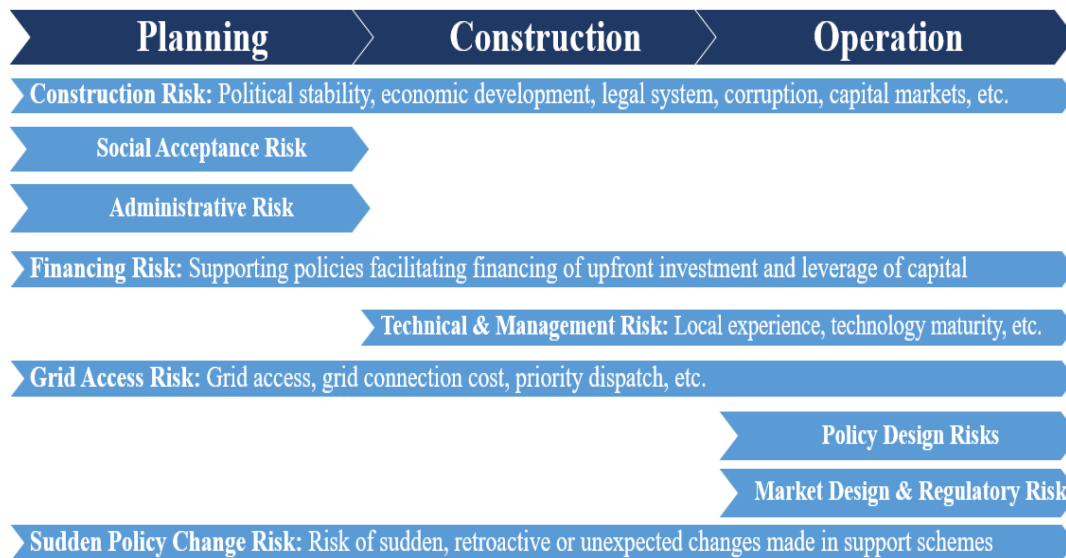 Planning Construction Operation
Construction Risk: Political stability, economic development, legal system, corruption, capital markets, etc.
Social Acceptance Risk
Administrative Risk
Financing Risk: Supporting policies facilitating financing of upfront investment and leverage of capital
Technical & Management Risk: Local experience, technology maturity, etc.
Grid Access Risk: Grid access, grid connection cost, priority dispatch, etc.
Policy Design Risks
Market Design & Regulatory Risk
Sudden Policy Change Risk: Risk of sudden, retroactive or unexpected changes made in support schemes